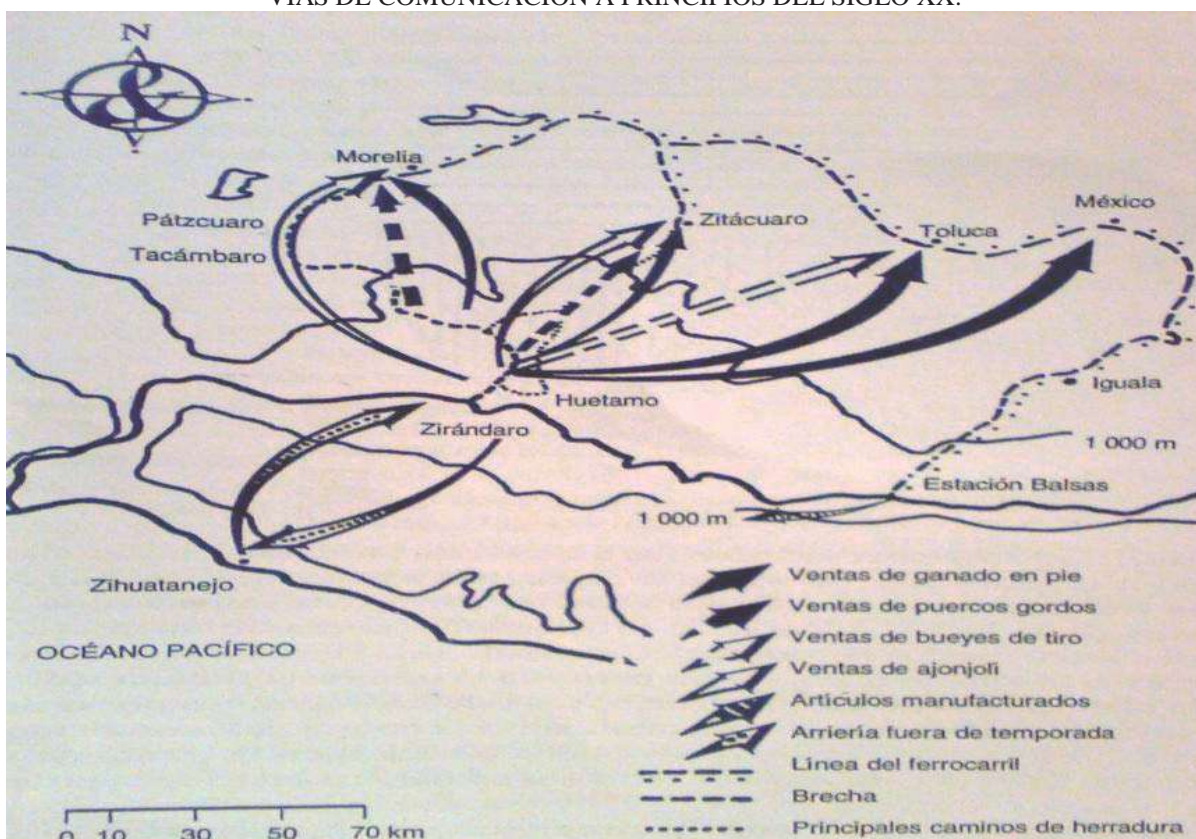 VIAS DE COMUNICACIÓN A PRINCIPIOS DEL SIGLO XX.
N
Morelia
Pátzcuaro
Tacámbaro
Zitácuaro
Toluca
México
Huetamo
Zirándaro
Iguala
1 000 m
Estación Balsas
1 000 m
Zihuatanejo
OCÉANO PACÍFICO
Ventas de ganado en pie
Ventas de puercos gordos
Ventas de bueyes de tiro
Ventas de ajonjolí
Artículos manufacturados
Arriería fuera de temporada
Línea del ferrocarril
Brecha
Principales caminos de herradura
0 10 30 50 70 km